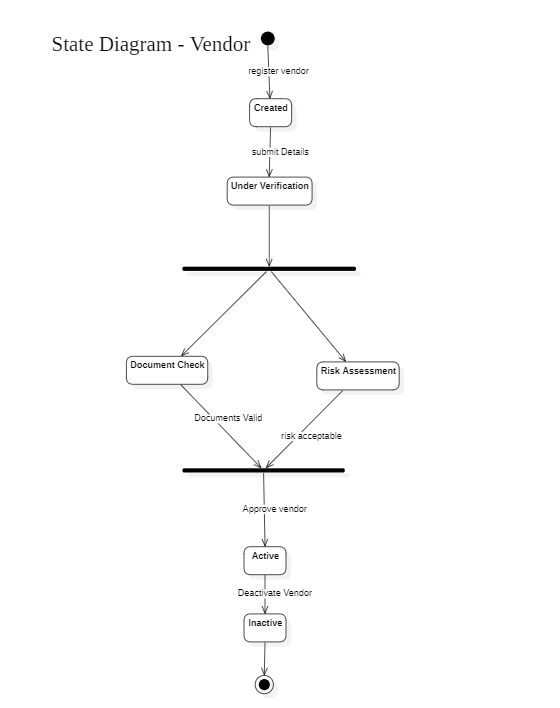 State Diagram - Vendor
register vendor
Created
submit Details
Under Verification
Document Check
Risk Assessment
Documents Valid
risk acceptable
Approve vendor
Active
Deactivate Vendor
Inactive